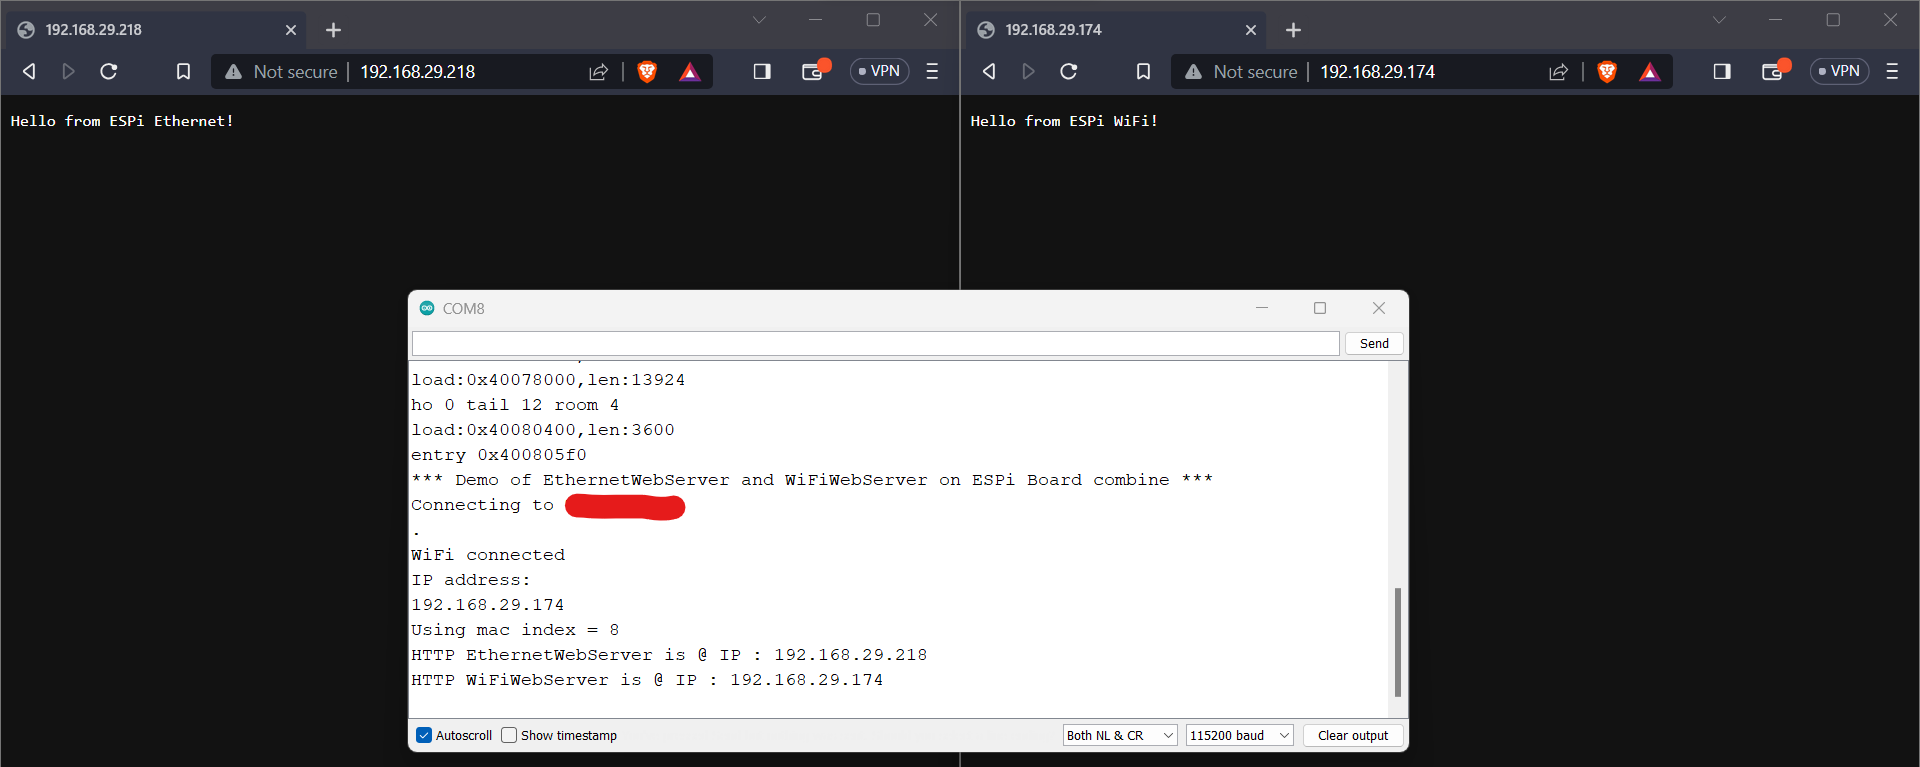 192.168.29.218
Not secure 192.168.29.218 VPN
Hello from ESPi Ethernet!
192.168.29.174
Not secure 192.168.29.174 VPN
Hello from ESPi WiFi!
COM8
Send
load:0x40078000,len:13924
ho 0 tail 12 room 4
load:0x40080400,len:3600
entry 0x400805f0
*** Demo of EthernetWebServer and WiFiWebServer on ESPi Board combine ***
Connecting to
.
WiFi connected
IP address:
192.168.29.174
Using mac index = 8
HTTP EthernetWebServer is @ IP : 192.168.29.218
HTTP WiFiWebServer is @ IP : 192.168.29.174
Autoscroll Show timestamp Both NL & CR 115200 baud Clear output